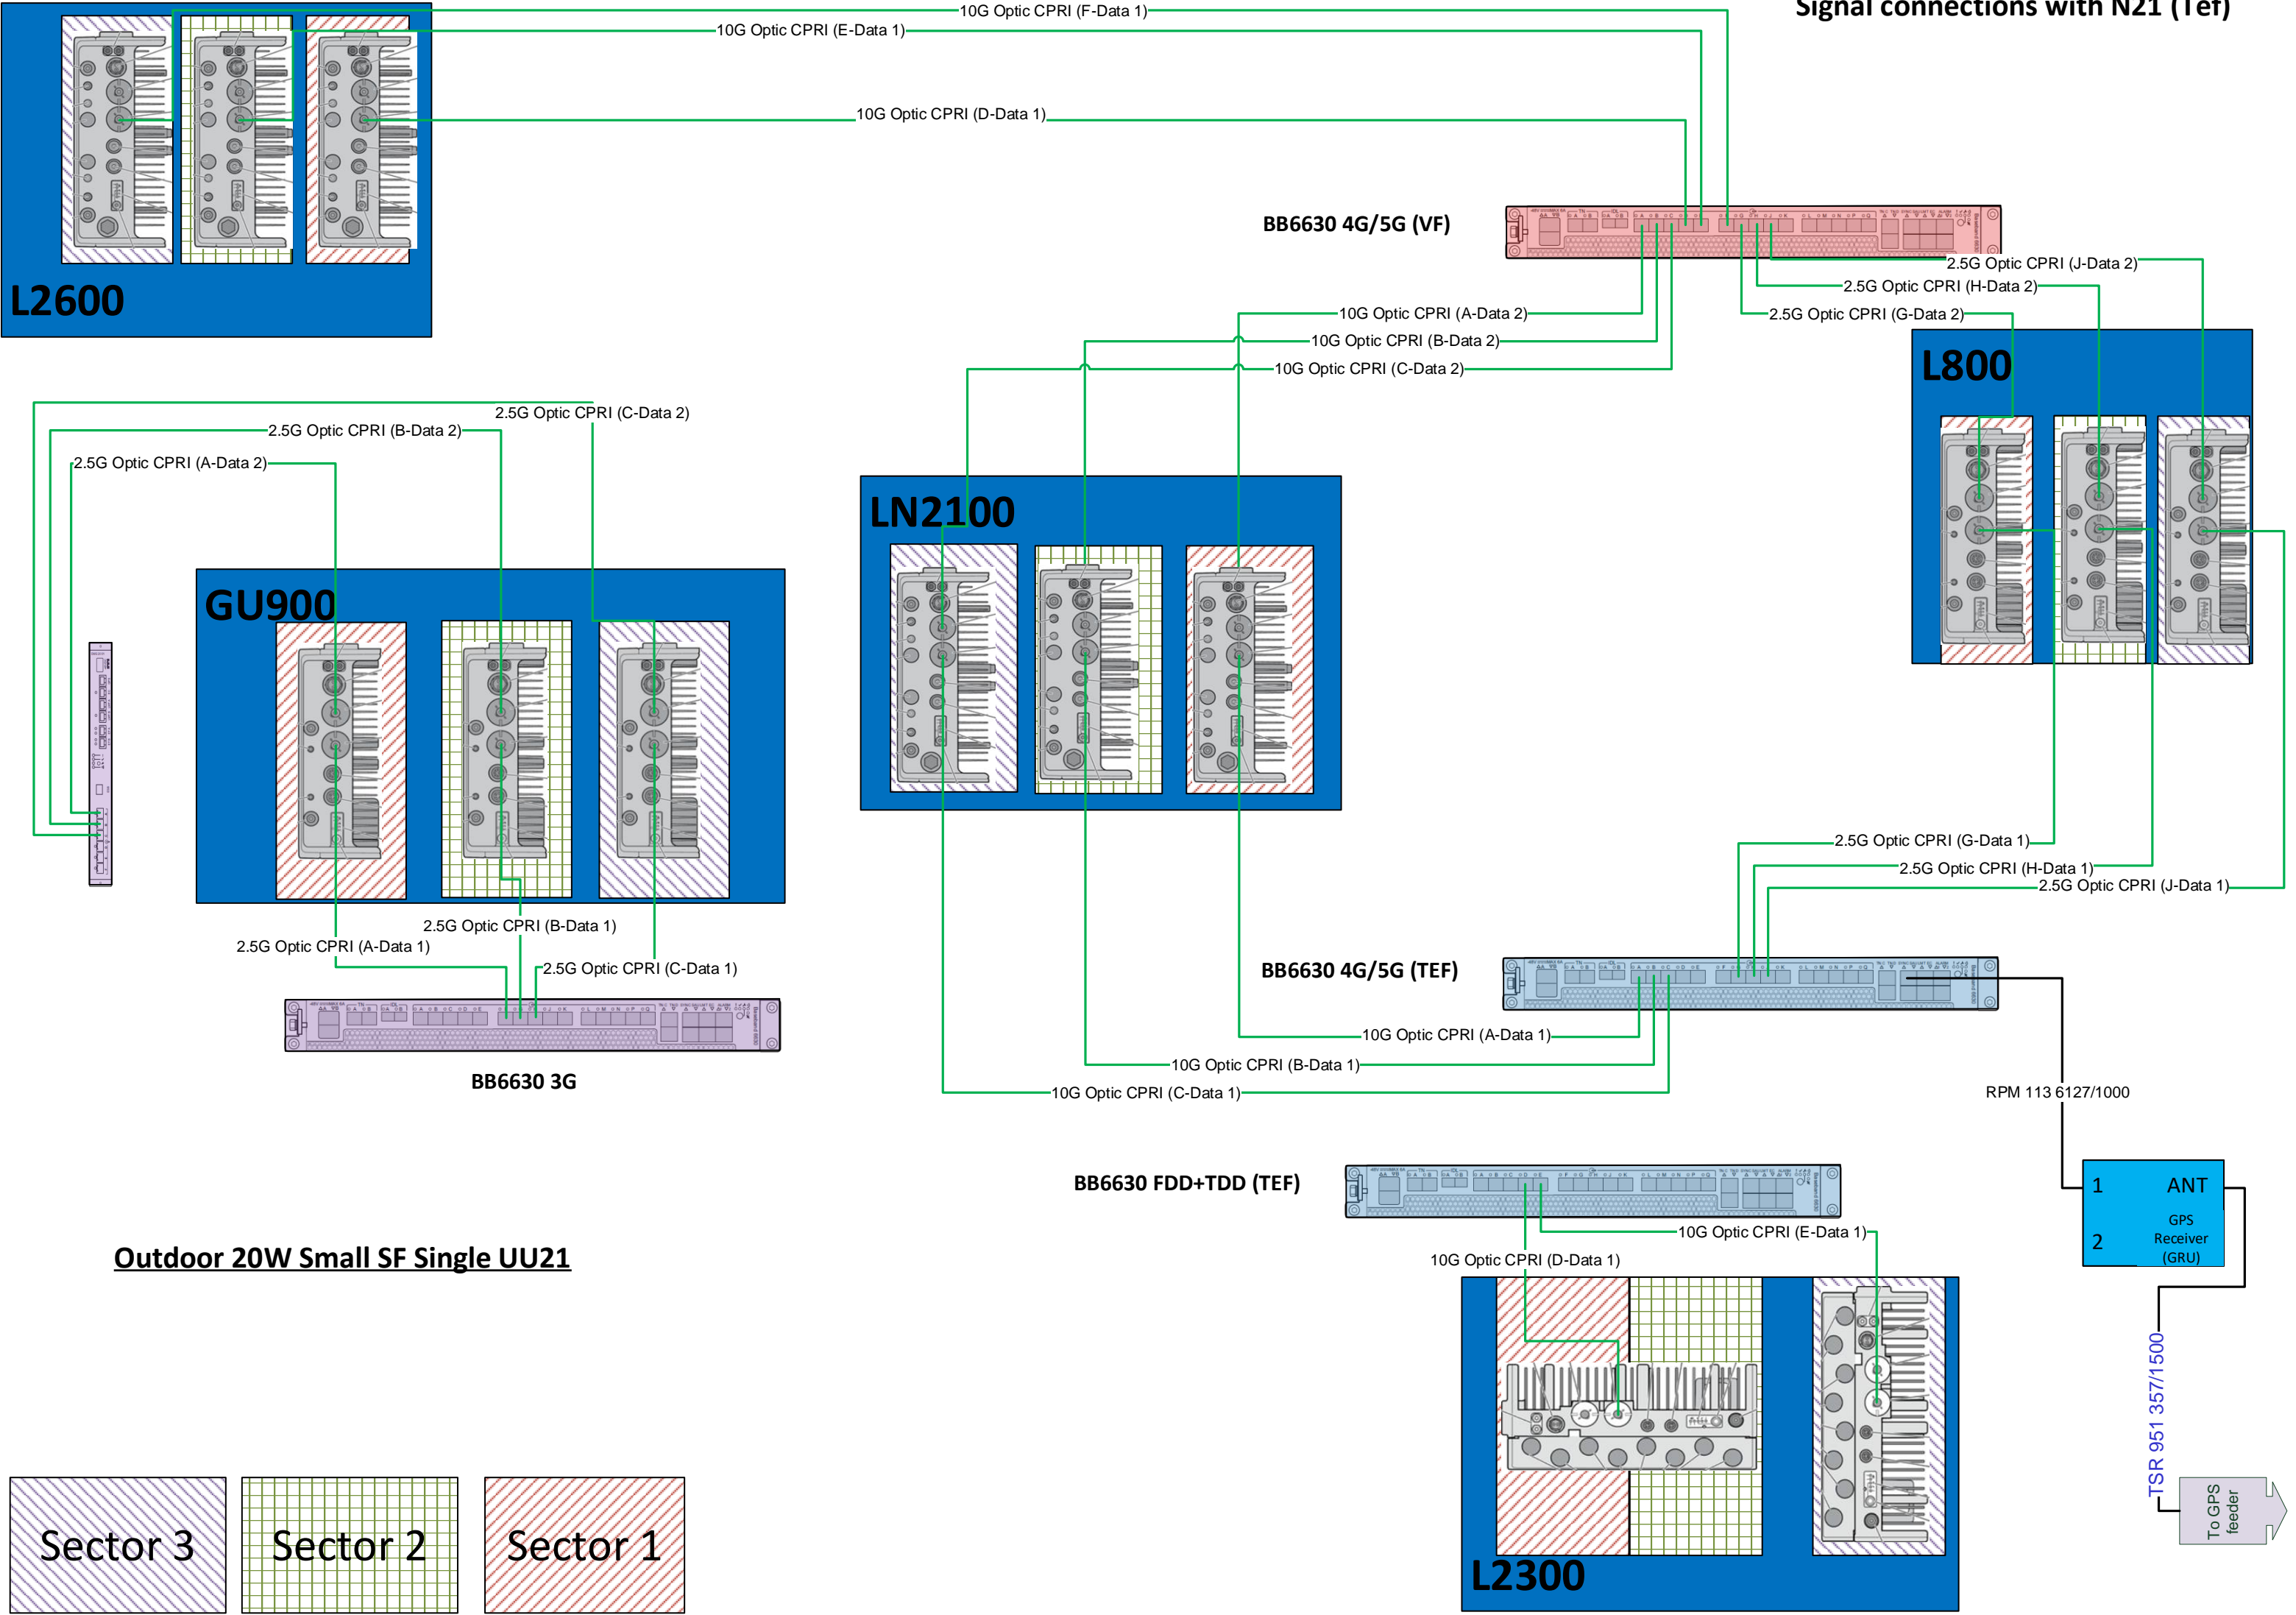 Signal connections with N21 (Tef)
10G Optic CPRI (F-Data 1)
10G Optic CPRI (E-Data 1)
10G Optic CPRI (D-Data 1)
L2600
BB6630 4G/5G (VF)
2.5G Optic CPRI (J-Data 2)
2.5G Optic CPRI (H-Data 2)
2.5G Optic CPRI (G-Data 2)
10G Optic CPRI (A-Data 2)
10G Optic CPRI (B-Data 2)
10G Optic CPRI (C-Data 2)
L800
2.5G Optic CPRI (C-Data 2)
2.5G Optic CPRI (B-Data 2)
2.5G Optic CPRI (A-Data 2)
LN2100
GU900
2.5G Optic CPRI (G-Data 1)
2.5G Optic CPRI (H-Data 1)
2.5G Optic CPRI (J-Data 1)
2.5G Optic CPRI (B-Data 1)
2.5G Optic CPRI (A-Data 1)
2.5G Optic CPRI (C-Data 1)
BB6630 4G/5G (TEF)
Baseband 6630
BB6630 3G
10G Optic CPRI (A-Data 1)
10G Optic CPRI (B-Data 1)
10G Optic CPRI (C-Data 1)
RPM 113 6127/1000
BB6630 FDD+TDD (TEF)
1
ANT
2
GPS
Receiver
(GRU)
10G Optic CPRI (E-Data 1)
10G Optic CPRI (D-Data 1)
Outdoor 20W Small SF Single UU21
TSR 951 357/1500
To GPS
feeder
L2300
Sector 3
Sector 2
Sector 1